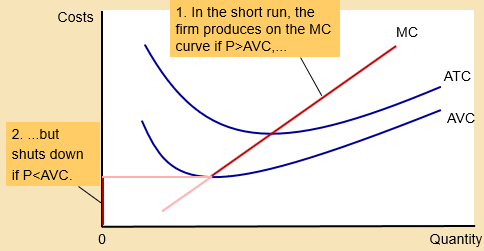 Costs
1. In the short run, the
firm produces on the MC
curve if P>AVC,...
MC
ATC
AVC
2. ...but
shuts down
if P<AVC.
0
Quantity